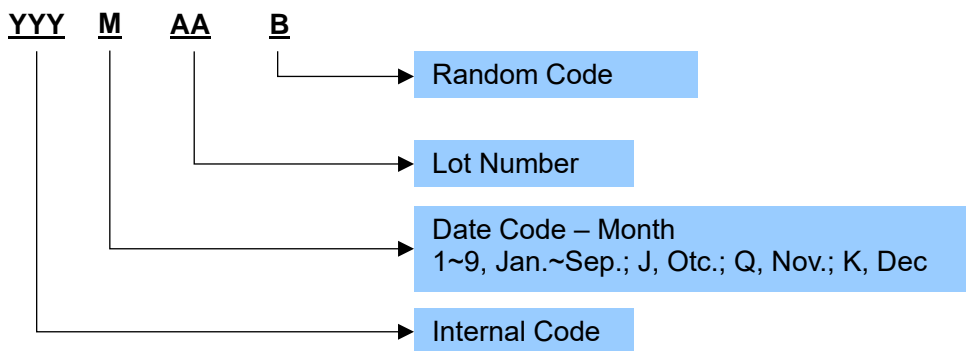 YYY M AA B
Random Code
Lot Number
Date Code – Month
1~9, Jan.~Sep.; J, Otc.; Q, Nov.; K, Dec
Internal Code